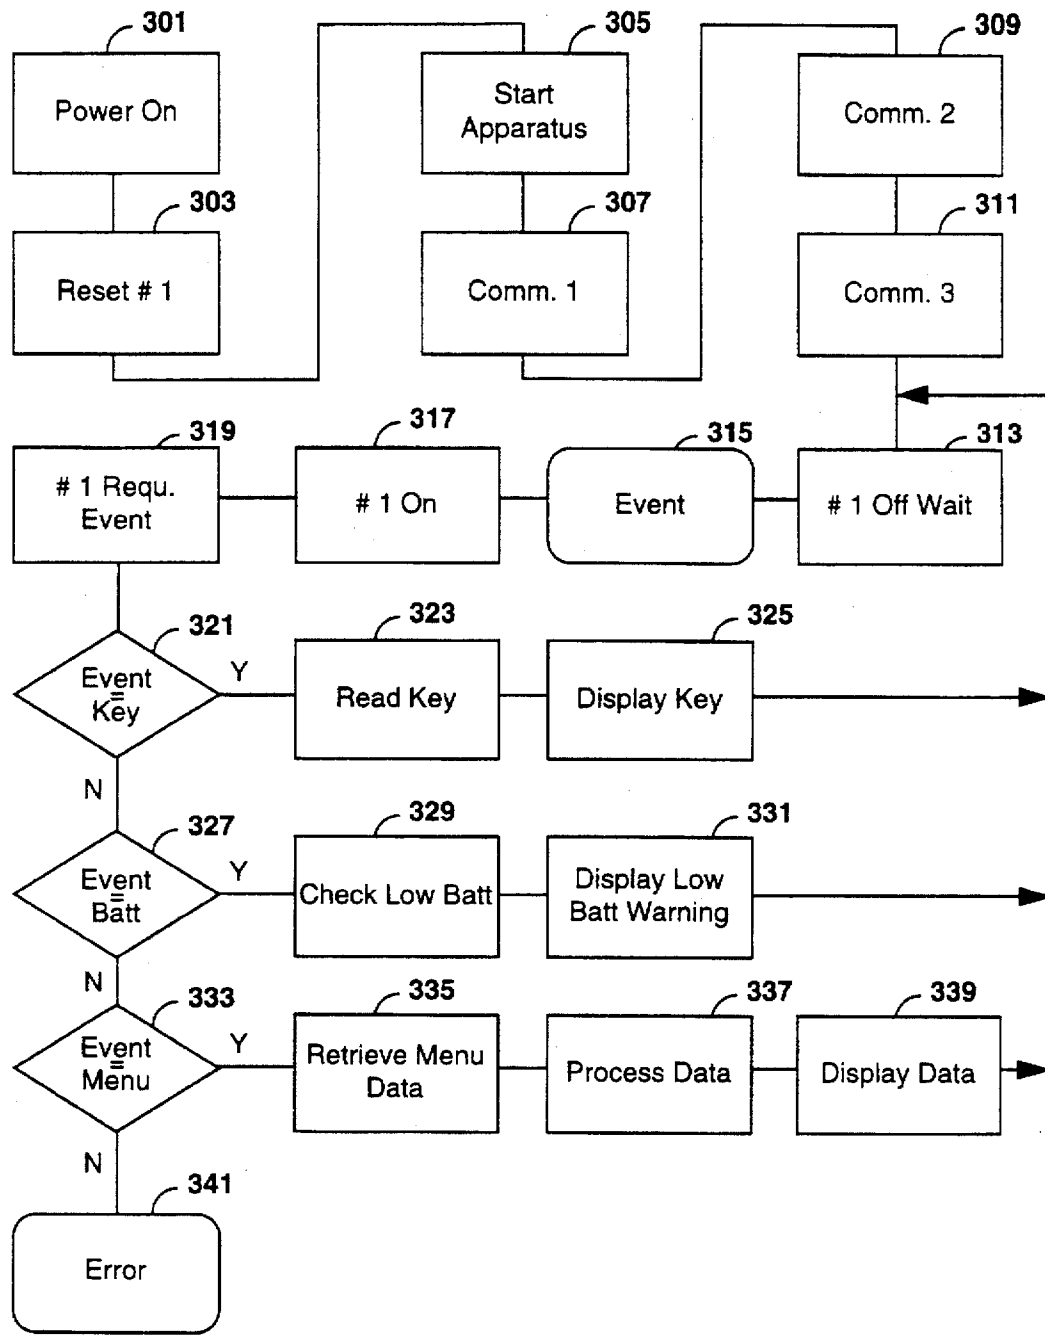 301
Power On
303
Reset # 1
305
Start
Apparatus
307
Comm. 1
309
Comm. 2
311
Comm. 3
313
# 1 Off Wait
315
Event
317
# 1 On
319
# 1 Requ.
Event
321
Event
=
Key
Y
323
Read Key
325
Display Key
N
327
Event
=
Batt
Y
329
Check Low Batt
331
Display Low
Batt Warning
N
333
Event
=
Menu
Y
335
Retrieve Menu
Data
337
Process Data
339
Display Data
N
341
Error